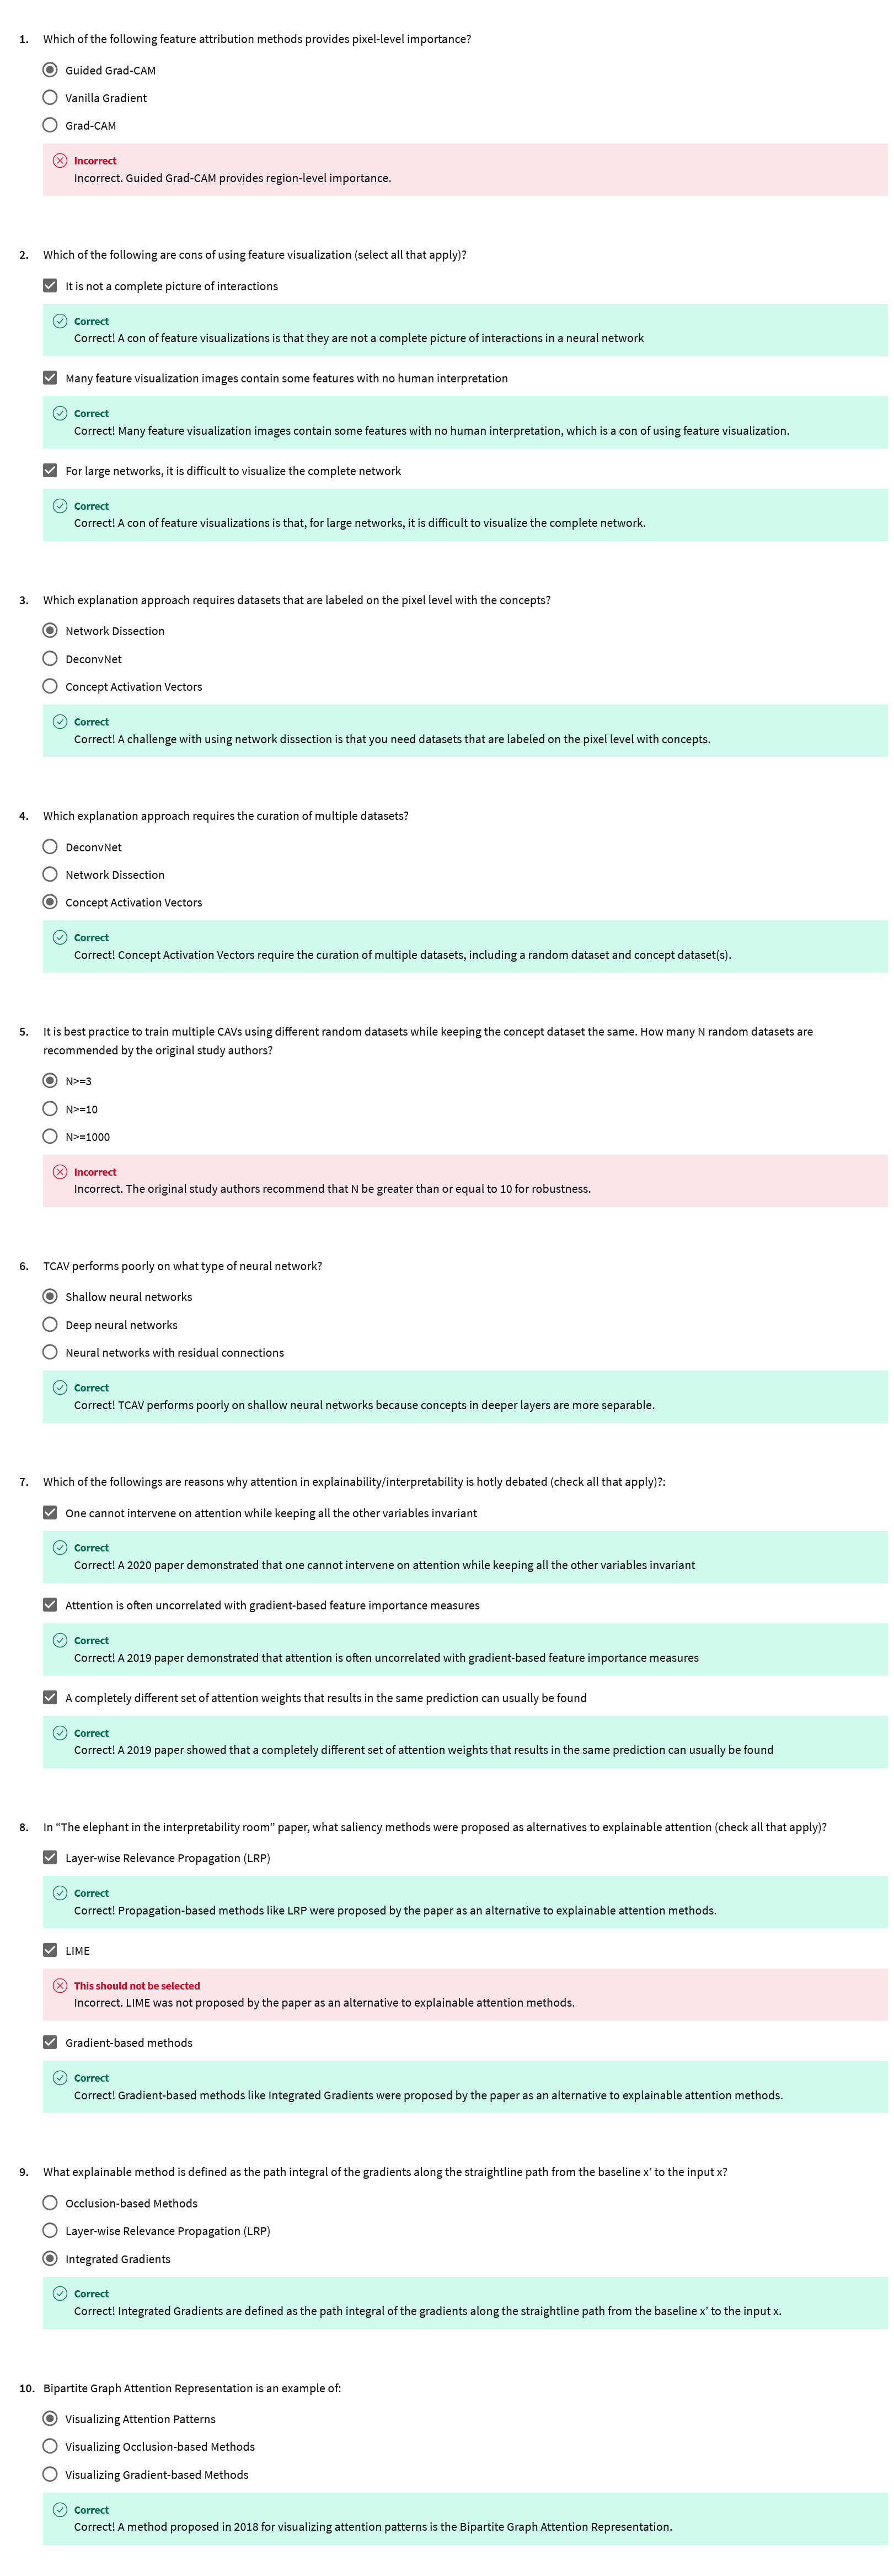 1. Which of the following feature attribution methods provides pixel-level importance?
Guided Grad-CAM
Vanilla Gradient
Grad-CAM
Incorrect
Incorrect. Guided Grad-CAM provides region-level importance.
2. Which of the following are cons of using feature visualization (select all that apply)?
It is not a complete picture of interactions
Correct
Correct! A con of feature visualizations is that they are not a complete picture of interactions in a neural network
Many feature visualization images contain some features with no human interpretation
Correct
Correct! Many feature visualization images contain some features with no human interpretation, which is a con of using feature visualization.
For large networks, it is difficult to visualize the complete network
Correct
Correct! A con of feature visualizations is that, for large networks, it is difficult to visualize the complete network.
3. Which explanation approach requires datasets that are labeled on the pixel level with the concepts?
Network Dissection
DeconvNet
Concept Activation Vectors
Correct
Correct! A challenge with using network dissection is that you need datasets that are labeled on the pixel level with concepts.
4. Which explanation approach requires the curation of multiple datasets?
DeconvNet
Network Dissection
Concept Activation Vectors
Correct
Correct! Concept Activation Vectors require the curation of multiple datasets, including a random dataset and concept dataset(s).
5. It is best practice to train multiple CAVs using different random datasets while keeping the concept dataset the same. How many N random datasets are
recommended by the original study authors?
N>=3
N>=10
N>=1000
Incorrect
Incorrect. The original study authors recommend that N be greater than or equal to 10 for robustness.
6. TCAV performs poorly on what type of neural network?
Shallow neural networks
Deep neural networks
Neural networks with residual connections
Correct
Correct! TCAV performs poorly on shallow neural networks because concepts in deeper layers are more separable.
7. Which of the followings are reasons why attention in explainability/interpretability is hotly debated (check all that apply)?:
One cannot intervene on attention while keeping all the other variables invariant
Correct
Correct! A 2020 paper demonstrated that one cannot intervene on attention while keeping all the other variables invariant
Attention is often uncorrelated with gradient-based feature importance measures
Correct
Correct! A 2019 paper demonstrated that attention is often uncorrelated with gradient-based feature importance measures
A completely different set of attention weights that results in the same prediction can usually be found
Correct
Correct! A 2019 paper showed that a completely different set of attention weights that results in the same prediction can usually be found
8. In “The elephant in the interpretability room” paper, what saliency methods were proposed as alternatives to explainable attention (check all that apply)?
Layer-wise Relevance Propagation (LRP)
Correct
Correct! Propagation-based methods like LRP were proposed by the paper as an alternative to explainable attention methods.
LIME
This should not be selected
Incorrect. LIME was not proposed by the paper as an alternative to explainable attention methods.
Gradient-based methods
Correct
Correct! Gradient-based methods like Integrated Gradients were proposed by the paper as an alternative to explainable attention methods.
9. What explainable method is defined as the path integral of the gradients along the straightline path from the baseline x’ to the input x?
Occlusion-based Methods
Layer-wise Relevance Propagation (LRP)
Integrated Gradients
Correct
Correct! Integrated Gradients are defined as the path integral of the gradients along the straightline path from the baseline x’ to the input x.
10. Bipartite Graph Attention Representation is an example of:
Visualizing Attention Patterns
Visualizing Occlusion-based Methods
Visualizing Gradient-based Methods
Correct
Correct! A method proposed in 2018 for visualizing attention patterns is the Bipartite Graph Attention Representation.